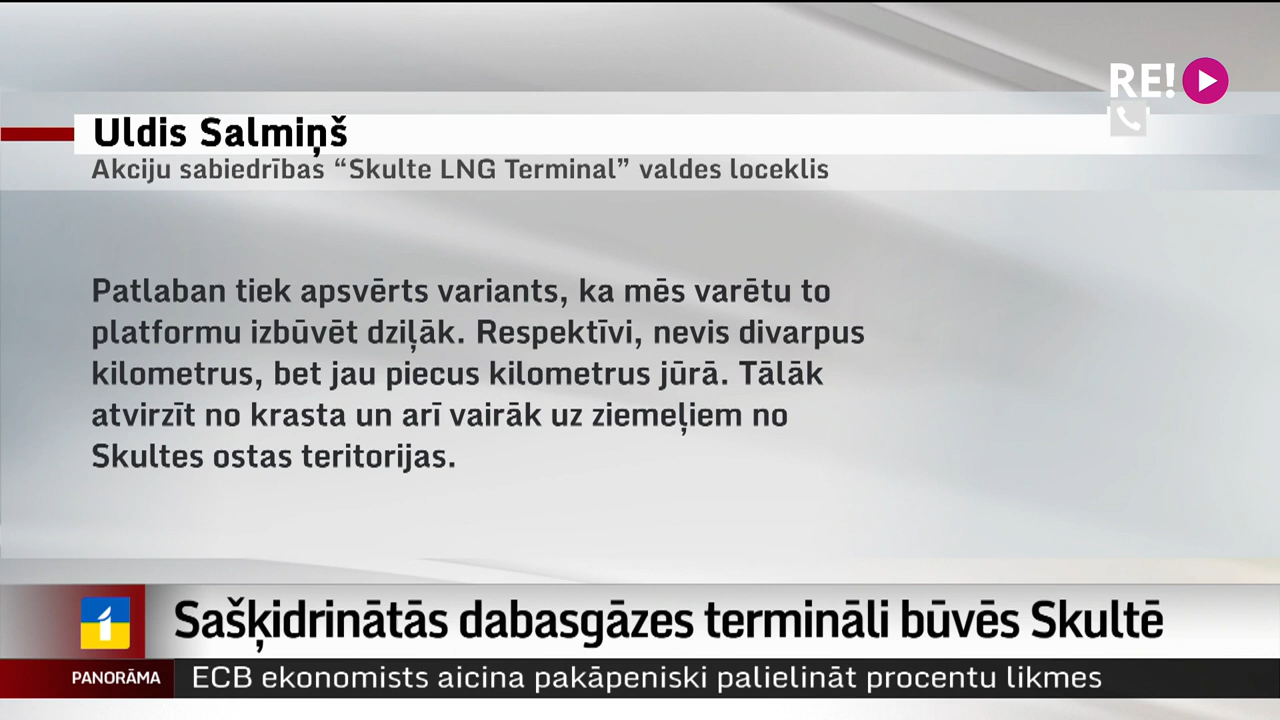 RE!
Uldis Salmiņš
Akciju sabiedrības “Skulte LNG Terminal” valdes loceklis
Patlaban tiek apsvērts variants, ka mēs varētu to
platformu izbūvēt dziļāk. Respektīvi, nevis divarpus
kilometrus, bet jau piecus kilometrus jūrā. Tālāk
atvirzīt no krasta un arī vairāk uz ziemeļiem no
Skultes ostas teritorijas.
1 Sašķidrinātās dabasgāzes termināli būvēs Skultē
PANORĀMA ECB ekonomists aicina pakāpeniski palielināt procentu likmes